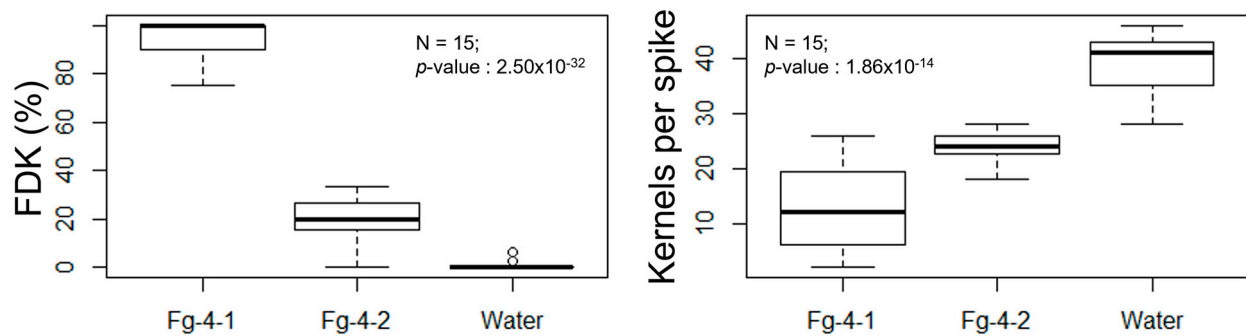 FDK (%)
0
20
40
60
80
N = 15;
p-value : 2.50x10⁻³²
Fg-4-1
Fg-4-2
Water
Kernels per spike
10
20
30
40
N = 15;
p-value : 1.86x10⁻¹⁴
Fg-4-1
Fg-4-2
Water